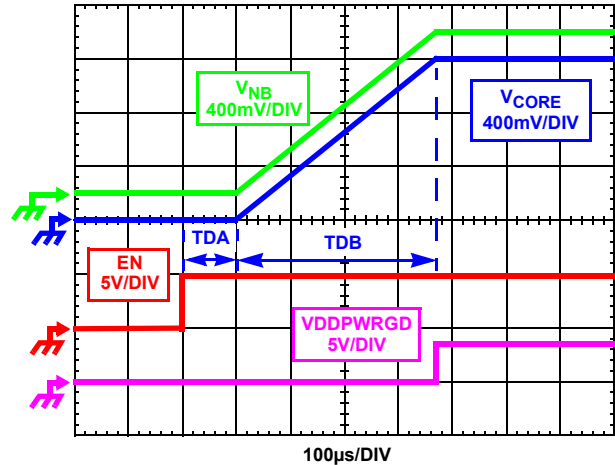 VNB
400mV/DIV
VCORE
400mV/DIV
TDA
TDB
EN
5V/DIV
VDDPWRGD
5V/DIV
100µs/DIV